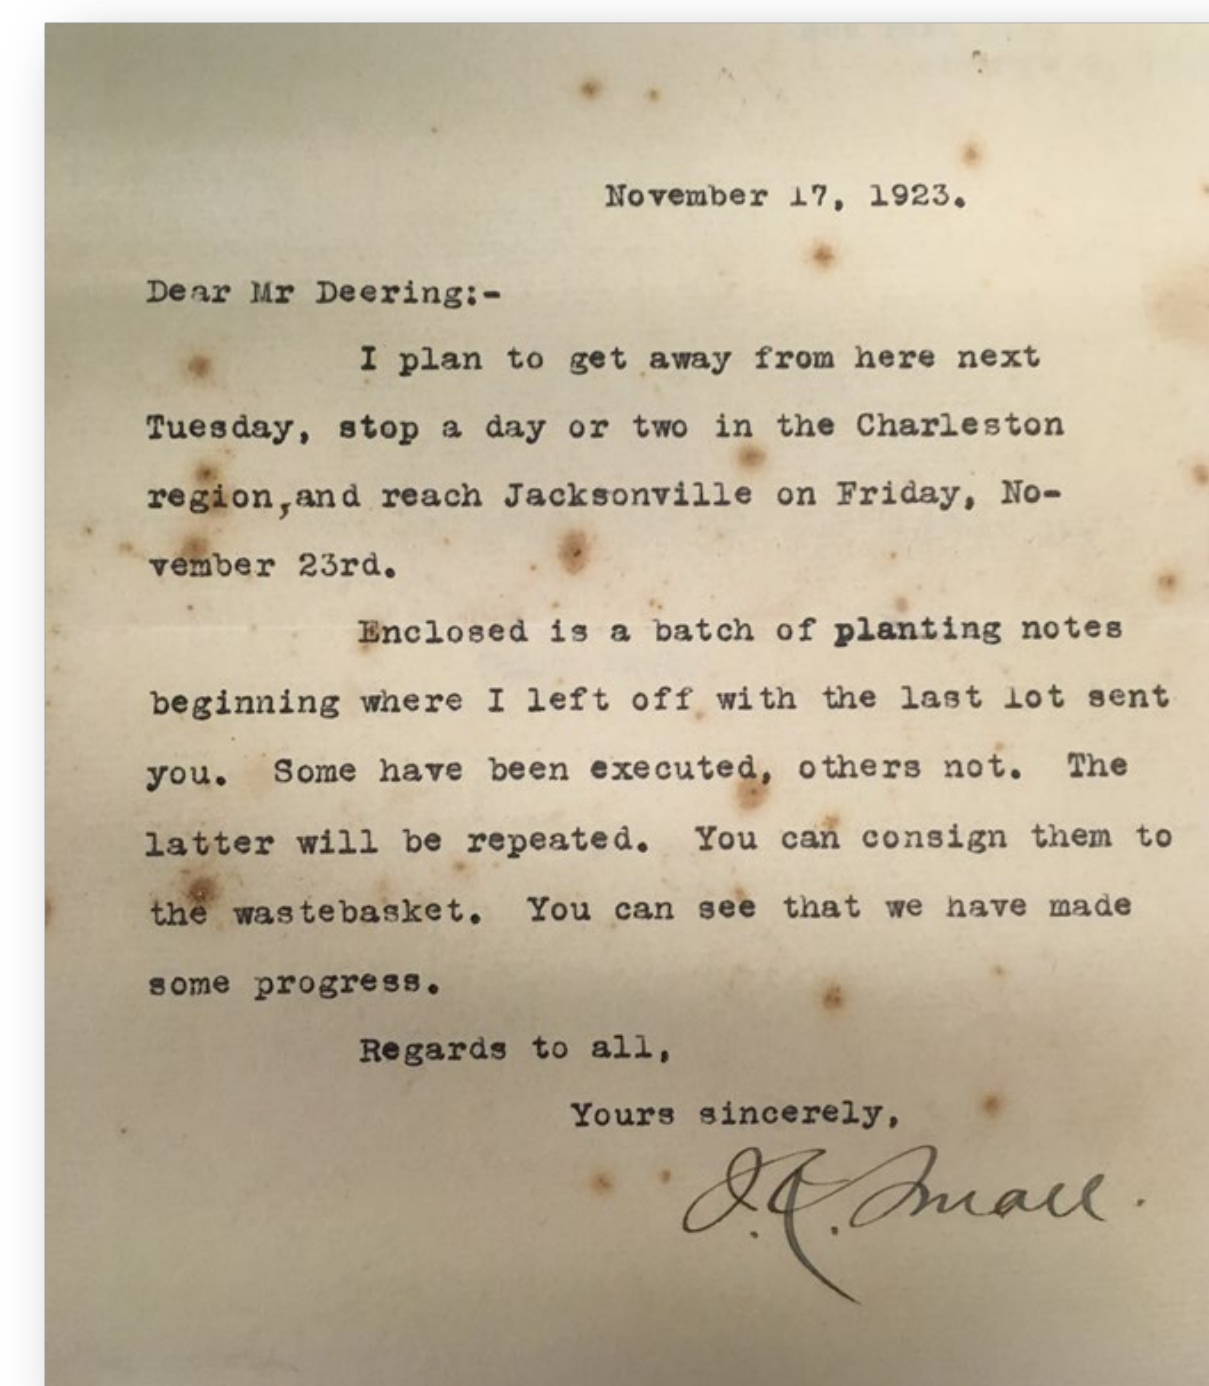 November 17, 1923.
Dear Mr Deering:-
I plan to get away from here next
Tuesday, stop a day or two in the Charleston
region,and reach Jacksonville on Friday, No-
vember 23rd.
Enclosed is a batch of planting notes
beginning where I left off with the last lot sent
you.  Some have been executed, others not.  The
latter will be repeated.  You can consign them to
the wastebasket.  You can see that we have made
some progress.
Regards to all,
Yours sincerely,
J.K. Small.